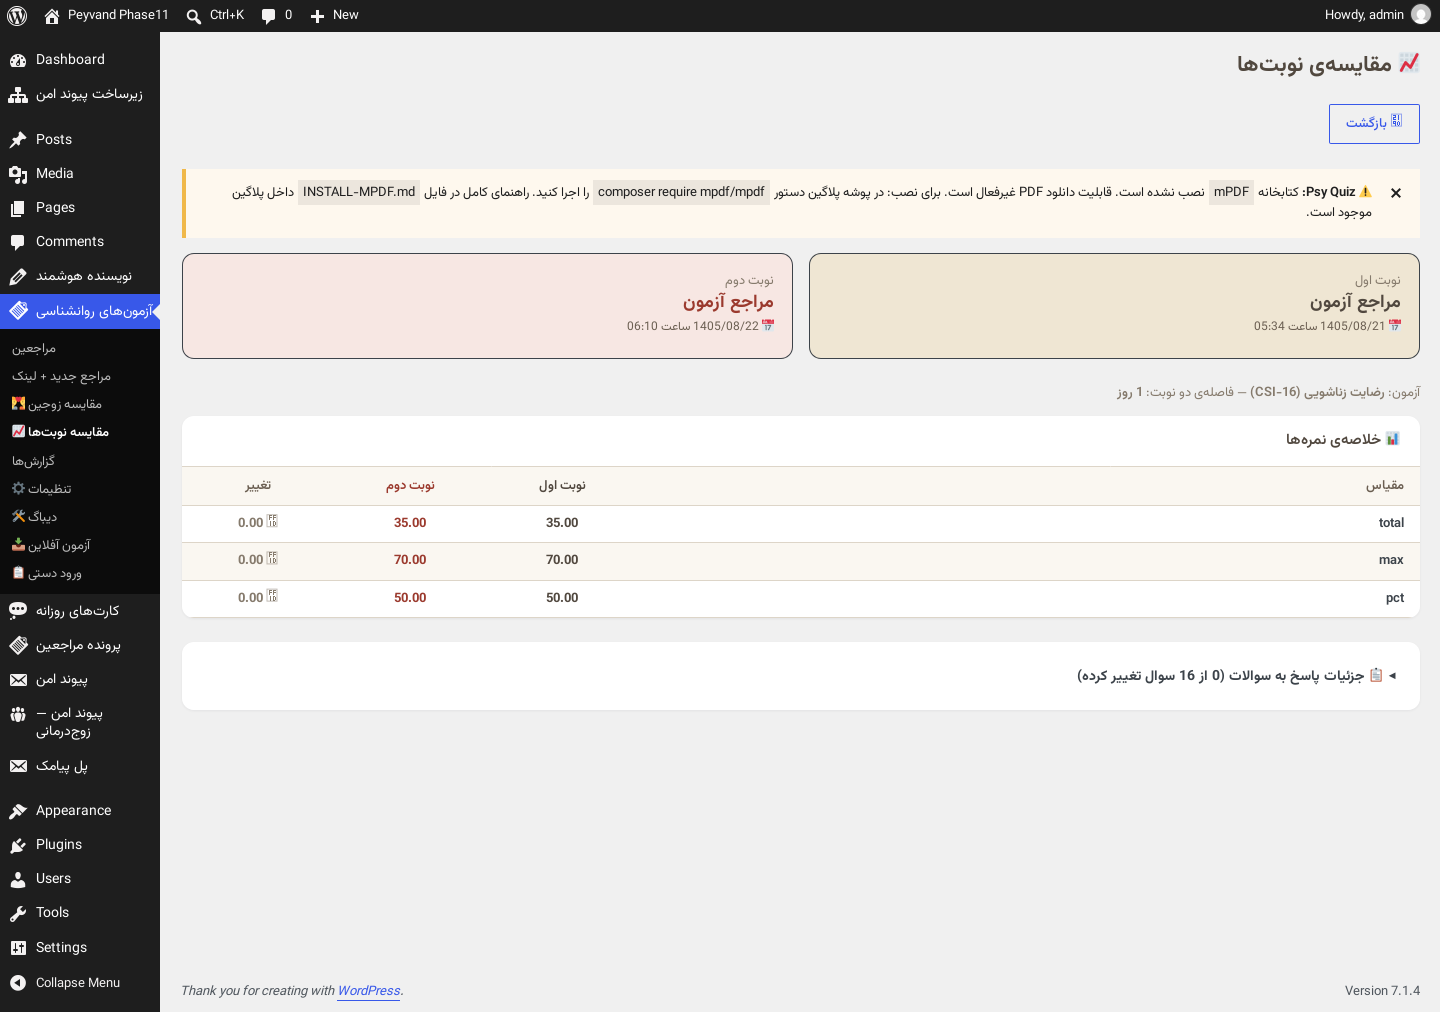 Peyvand Phase11
Ctrl+K
0
New
Howdy, admin
Dashboard
زیرساخت پیوند امن
Posts
Media
Pages
Comments
نویسنده هوشمند
آزمون‌های روانشناسی
مراجعین
مراجع جدید + لینک
مقایسه زوجین
مقایسه نوبت‌ها
گزارش‌ها
تنظیمات
دیباگ
آزمون آفلاین
ورود دستی
کارت‌های روزانه
پرونده مراجعین
پیوند امن
پیوند امن —
زوج‌درمانی
پل پیامک
Appearance
Plugins
Users
Tools
Settings
Collapse Menu
📈 مقایسه‌ی نوبت‌ها
بازگشت
⚠️ Psy Quiz: کتابخانه mPDF نصب نشده است. قابلیت دانلود PDF غیرفعال است. برای نصب: در پوشه پلاگین دستور composer require mpdf/mpdf را اجرا کنید. راهنمای کامل در فایل INSTALL-MPDF.md داخل پلاگین
موجود است.
نوبت اول
مراجع آزمون
📅 1405/08/21 ساعت 05:34
نوبت دوم
مراجع آزمون
📅 1405/08/22 ساعت 06:10
آزمون: رضایت زناشویی (CSI-16) — فاصله‌ی دو نوبت: 1 روز
📊 خلاصه‌ی نمره‌ها
مقیاس نوبت اول نوبت دوم تغییر
total 35.00 35.00 0.00
max 70.00 70.00 0.00
pct 50.00 50.00 0.00
📋 جزئیات پاسخ به سوالات (0 از 16 سوال تغییر کرده)
Thank you for creating with WordPress.
Version 7.1.4